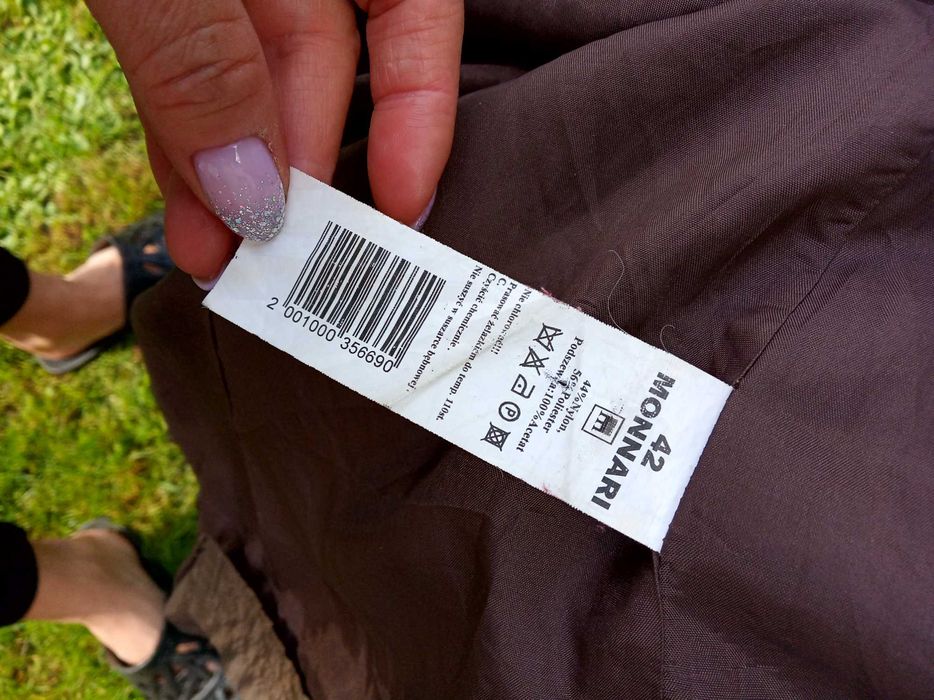 42
MONNARI
44%Nylon,
56%Poliester
Podszewka:100%Acetat
Nie chlorować!!!
Prasować żelazkiem do temp. 110st.
C.
Czyścić chemicznie
Nie suszyć w suszarce bębnowej.
2 001000 356690